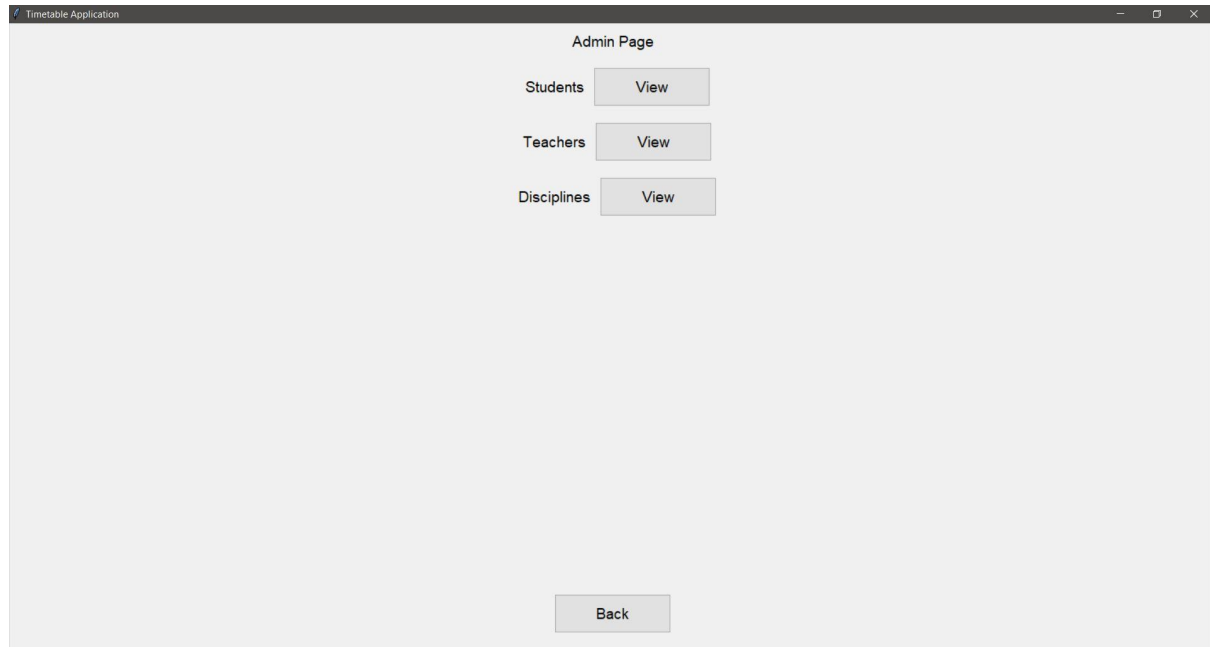 Timetable Application
Admin Page
Students View
Teachers View
Disciplines View
Back